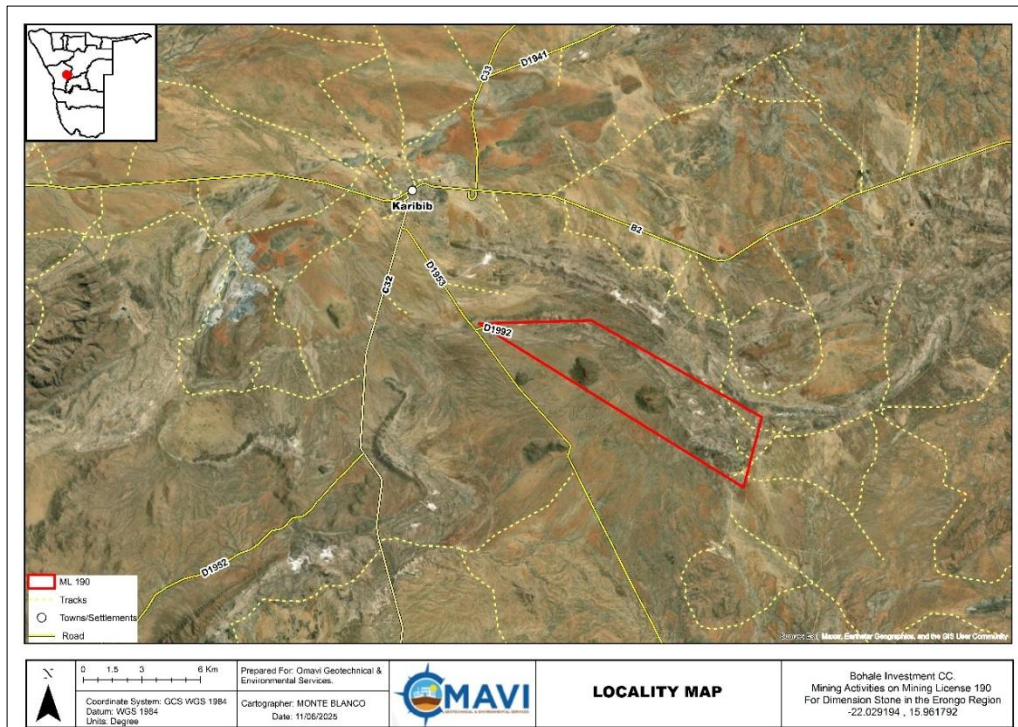 C33
D1941
Karibib
B2
C32
D1953
D1992
D1952
ML 190
Tracks
Towns/Settlements
Road
Maxar, Earthstar Geographics, and the GIS User Community
N
0 1.5 3 6 Km
Coordinate System: GCS WGS 1984
Datum: WGS 1984
Units: Degree
Prepared For: Omavi Geotechnical &
Environmental Services.
Cartographer: MONTE BLANCO
Date: 11/06/2025
OMAVI
GEOTECHNICAL & ENVIRONMENTAL SERVICES
LOCALITY MAP
Bohale Investment CC.
Mining Activities on Mining License 190
For Dimension Stone in the Erongo Region
-22.029194 , 15.961792